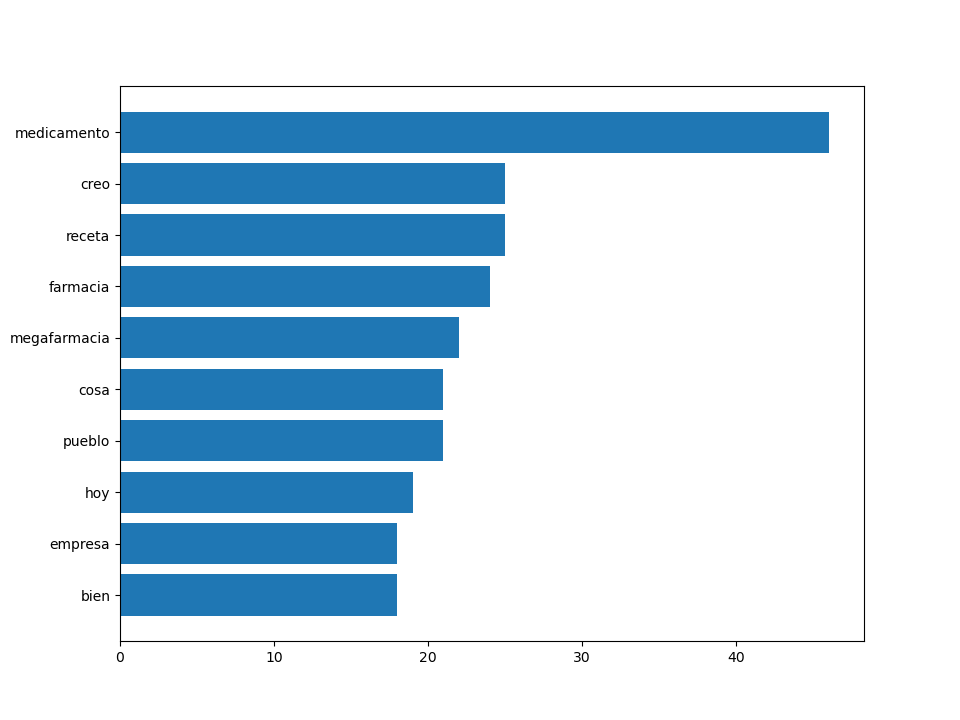 medicamento
creo
receta
farmacia
megafarmacia
cosa
pueblo
hoy
empresa
bien
0 10 20 30 40